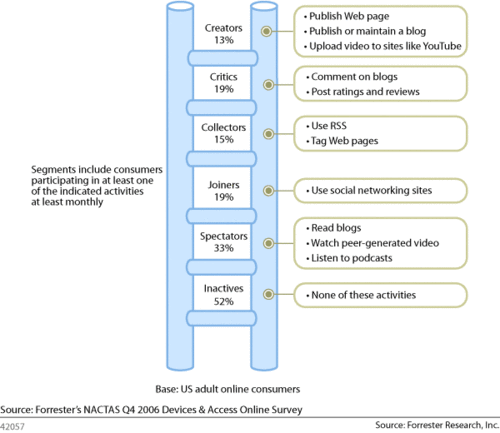 Creators
13%
• Publish Web page
• Publish or maintain a blog
• Upload video to sites like YouTube
Critics
19%
• Comment on blogs
• Post ratings and reviews
Collectors
15%
• Use RSS
• Tag Web pages
Segments include consumers
participating in at least one
of the indicated activities
at least monthly
Joiners
19%
• Use social networking sites
Spectators
33%
• Read blogs
• Watch peer-generated video
• Listen to podcasts
Inactives
52%
• None of these activities
Base: US adult online consumers
Source: Forrester’s NACTAS Q4 2006 Devices & Access Online Survey
42057
Source: Forrester Research, Inc.